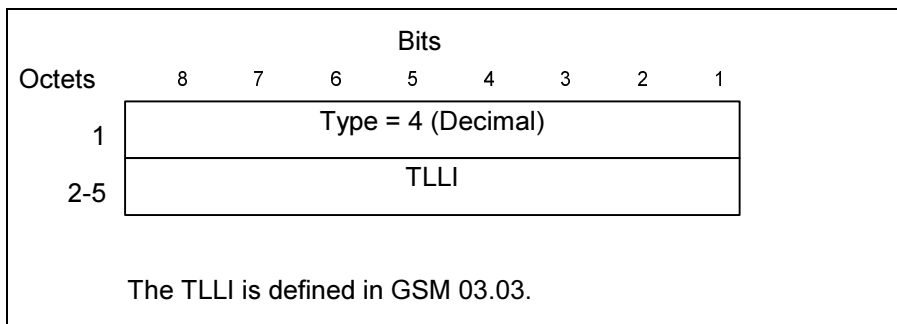 Bits
Octets 8 7 6 5 4 3 2 1
1 Type = 4 (Decimal)
2-5 TLLI
The TLLI is defined in GSM 03.03.